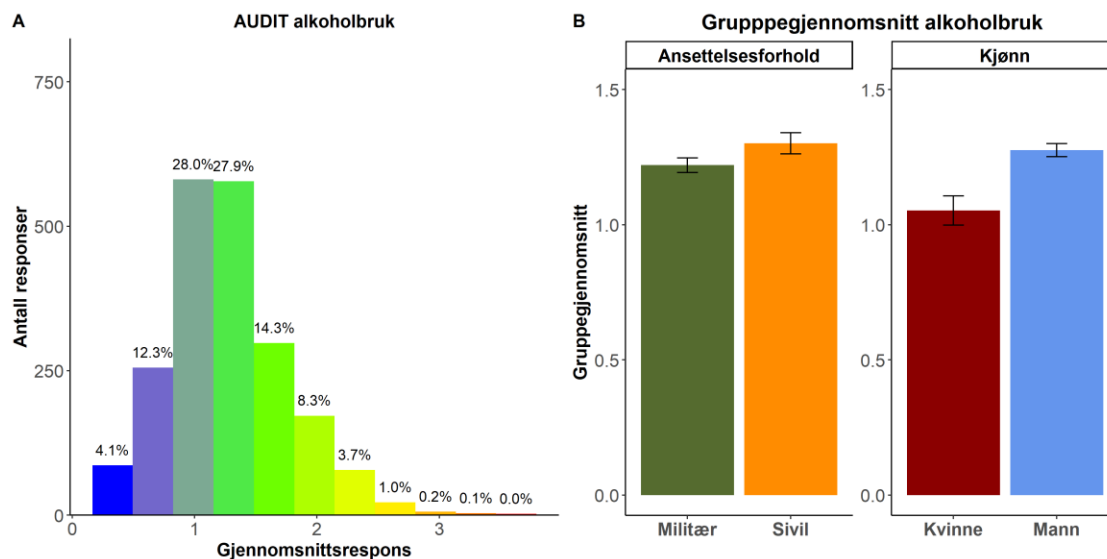 A
AUDIT alkoholbruk
Antall responser
750
500
250
0
4.1%
12.3%
28.0%
27.9%
14.3%
8.3%
3.7%
1.0%
0.2%
0.1%
0.0%
0
1
2
3
Gjennomsnittsrespons
B
Grupppegjennomsnitt alkoholbruk
Ansettelsesforhold
Kjønn
Gruppegjennomsnitt
1.5
1.0
0.5
0.0
Militær
Sivil
1.5
1.0
0.5
0.0
Kvinne
Mann